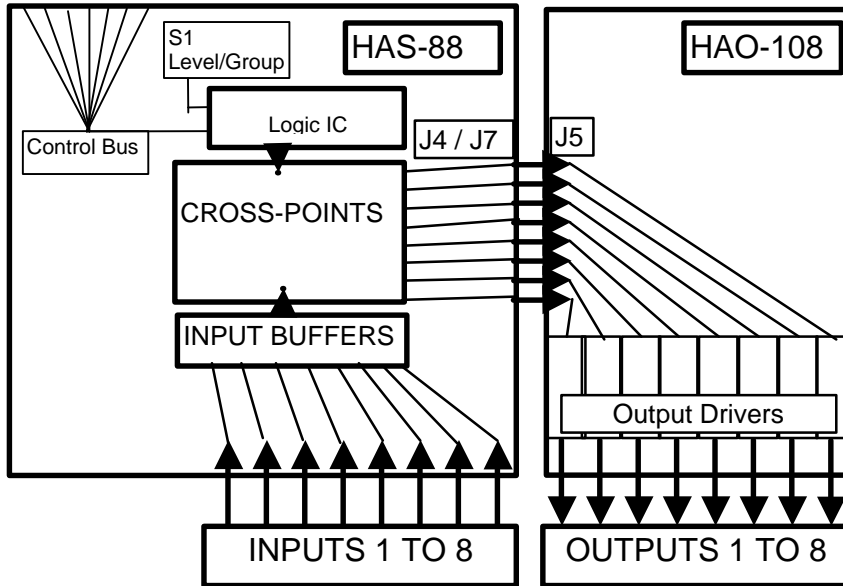 S1
Level/Group
HAS-88
HAO-108
Logic IC
Control Bus
J4 / J7
J5
CROSS-POINTS
INPUT BUFFERS
Output Drivers
INPUTS 1 TO 8
OUTPUTS 1 TO 8